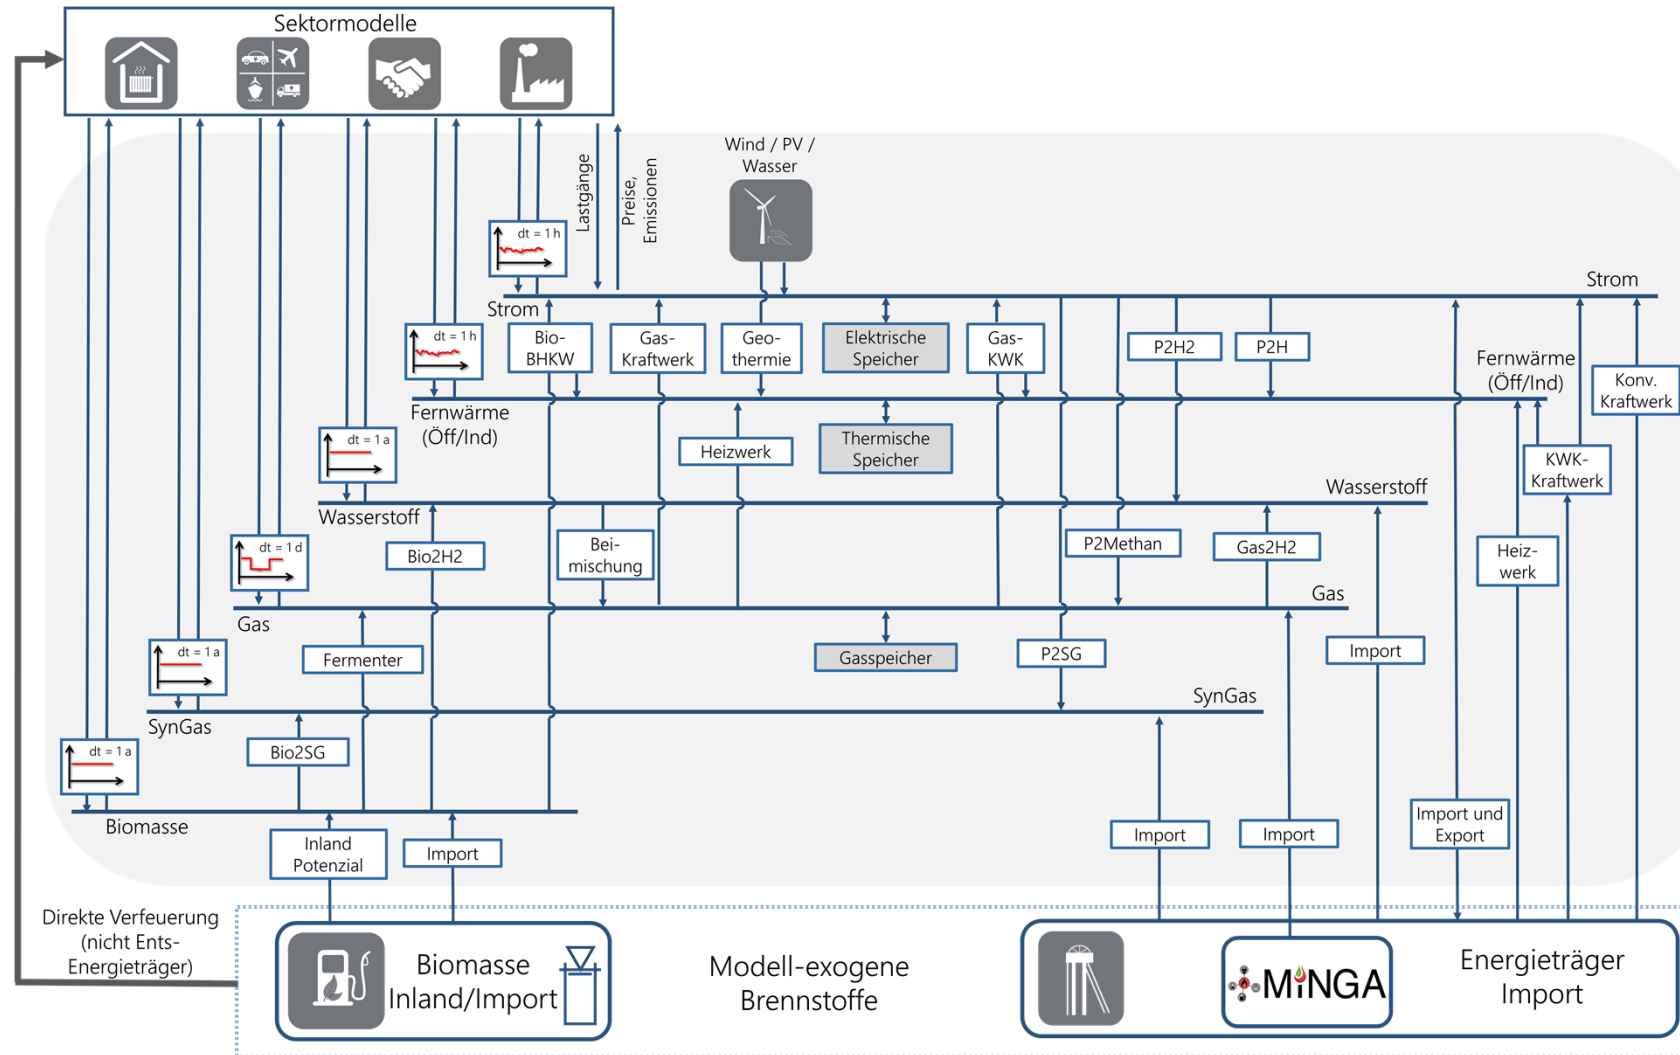 Sektormodelle
Lastgänge
Preise,
Emissionen
Wind / PV /
Wasser
dt = 1 h
Strom
Strom
dt = 1 h
Bio-
BHKW
Gas-
Kraftwerk
Geo-
thermie
Elektrische
Speicher
Gas-
KWK
P2H2
P2H
Fernwärme
(Öff/Ind)
Konv.
Kraftwerk
Fernwärme
(Öff/Ind)
dt = 1 a
Heizwerk
Thermische
Speicher
KWK-
Kraftwerk
Wasserstoff
Wasserstoff
dt = 1 d
Bio2H2
Bei-
mischung
P2Methan
Gas2H2
Heiz-
werk
Gas
Gas
dt = 1 a
Fermenter
Gasspeicher
P2SG
Import
SynGas
SynGas
dt = 1 a
Bio2SG
Biomasse
Inland
Potenzial
Import
Import
Import
Import und
Export
Direkte Verfeuerung
(nicht Ents-
Energieträger)
Biomasse
Inland/Import
Modell-exogene
Brennstoffe
MINGA
Energieträger
Import